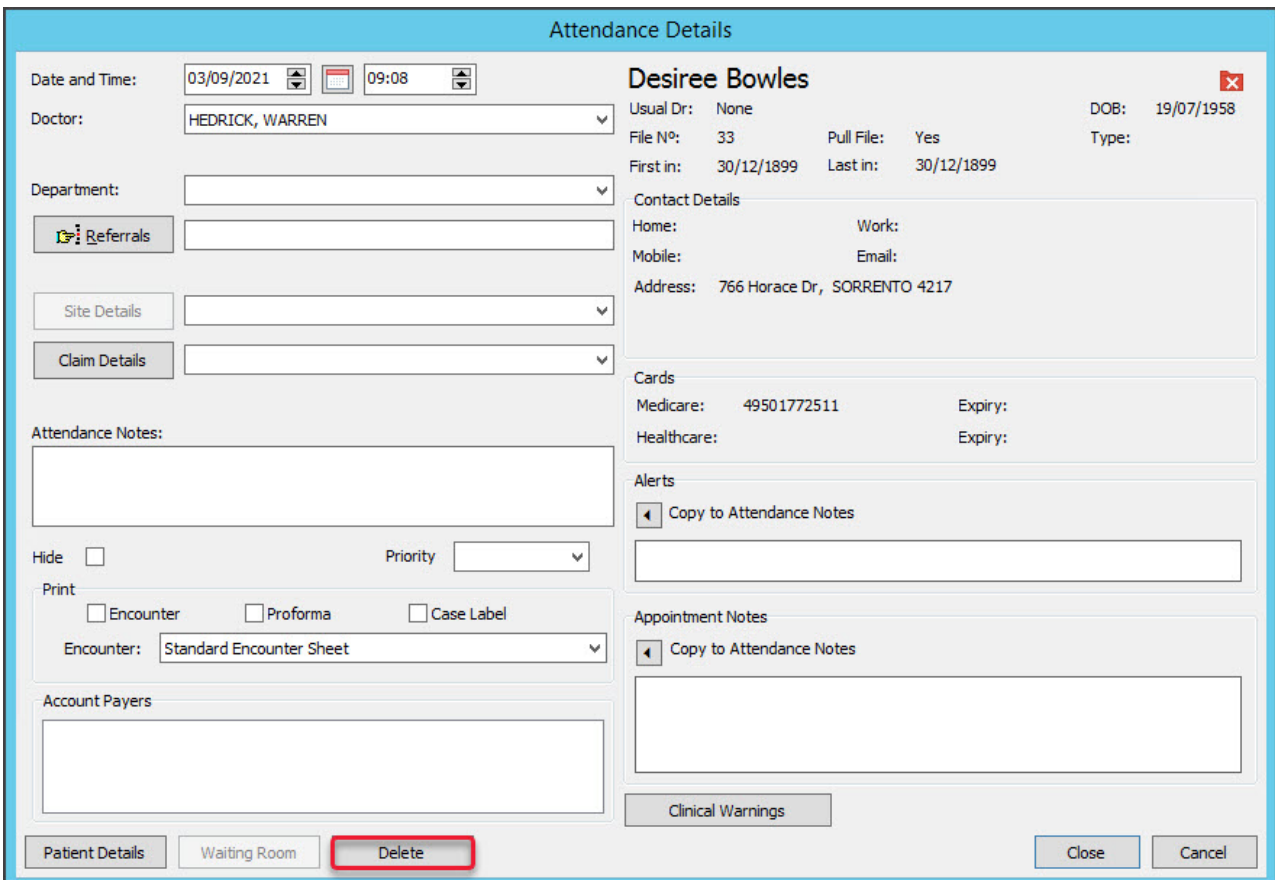 Attendance Details
Date and Time: 03/09/2021 09:08
Doctor: HEDRICK, WARREN
Department:
Referrals
Site Details
Claim Details
Attendance Notes:
Hide Priority
Print
Encounter Proforma Case Label
Encounter: Standard Encounter Sheet
Account Payers
Desiree Bowles
Usual Dr: None DOB: 19/07/1958
File Nº: 33 Pull File: Yes Type:
First in: 30/12/1899 Last in: 30/12/1899
Contact Details
Home: Work:
Mobile: Email:
Address: 766 Horace Dr, SORRENTO 4217
Cards
Medicare: 49501772511 Expiry:
Healthcare: Expiry:
Alerts
Copy to Attendance Notes
Appointment Notes
Copy to Attendance Notes
Clinical Warnings
Patient Details Waiting Room Delete Close Cancel